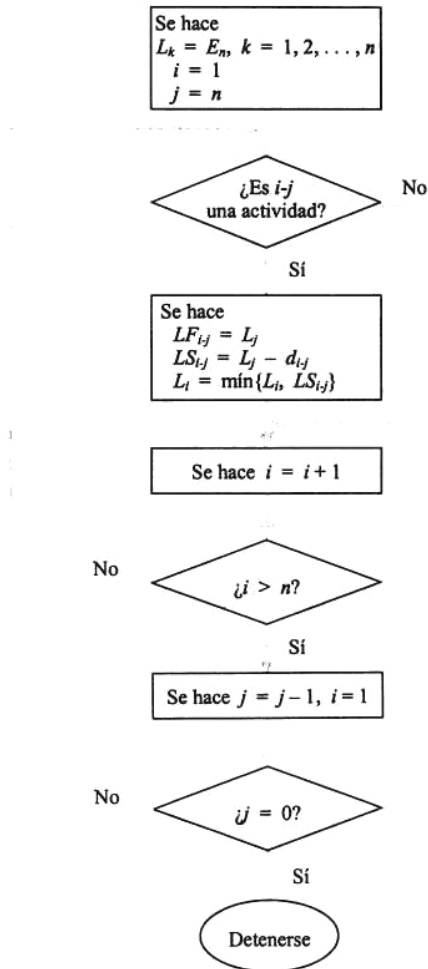 Se hace
L_k = E_n, k = 1, 2, . . . , n
i = 1
j = n
¿Es i-j
una actividad?
No
Sí
Se hace
LF_{i-j} = L_j
LS_{i-j} = L_j − d_{i-j}
L_i = mín{L_i, LS_{i-j}}
Se hace i = i + 1
No
¿i > n?
Sí
Se hace j = j − 1, i = 1
No
¿j = 0?
Sí
Detenerse